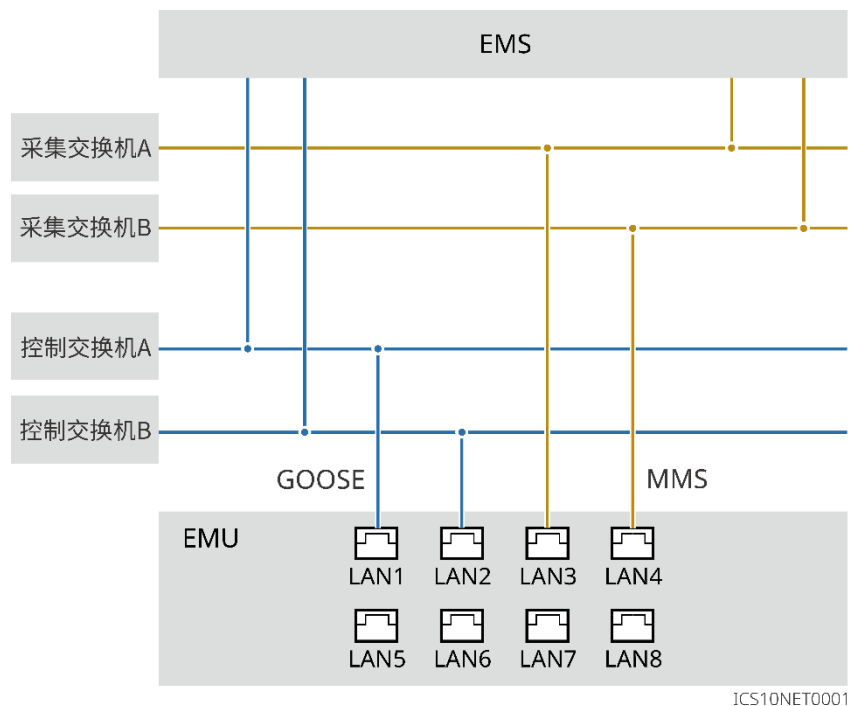 EMS
采集交换机A
采集交换机B
控制交换机A
控制交换机B
GOOSE MMS
EMU
LAN1 LAN2 LAN3 LAN4
LAN5 LAN6 LAN7 LAN8
ICS10NET0001